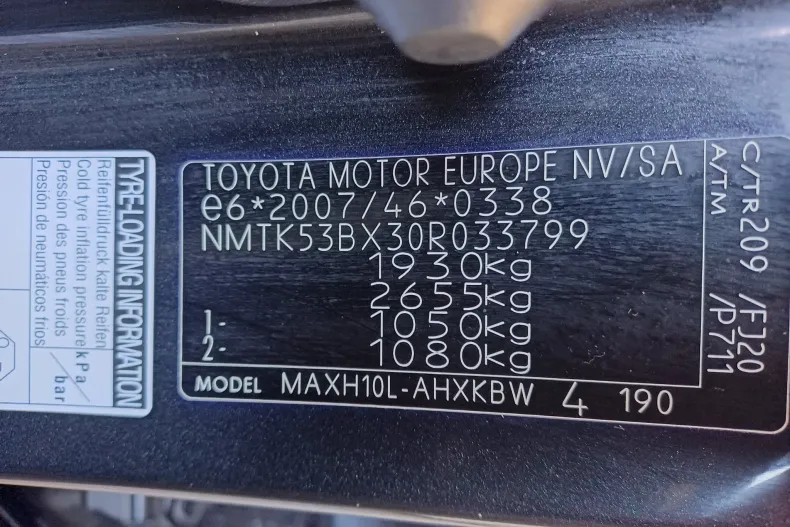 TYRE-LOADING INFORMATION
Reifenfülldruck kalte Reifen
Cold tyre inflation pressure
Pression des pneus froids
Presión de neumáticos fríos
kPa
bar
TOYOTA MOTOR EUROPE NV/SA
e6*2007/46*0338
NMTK53BX30R033799
1930kg
2655kg
1- 1050kg
2- 1080kg
MODEL MAXH10L-AHXKBW 4 190
C/TR209 /FJ20
A/TM /P711